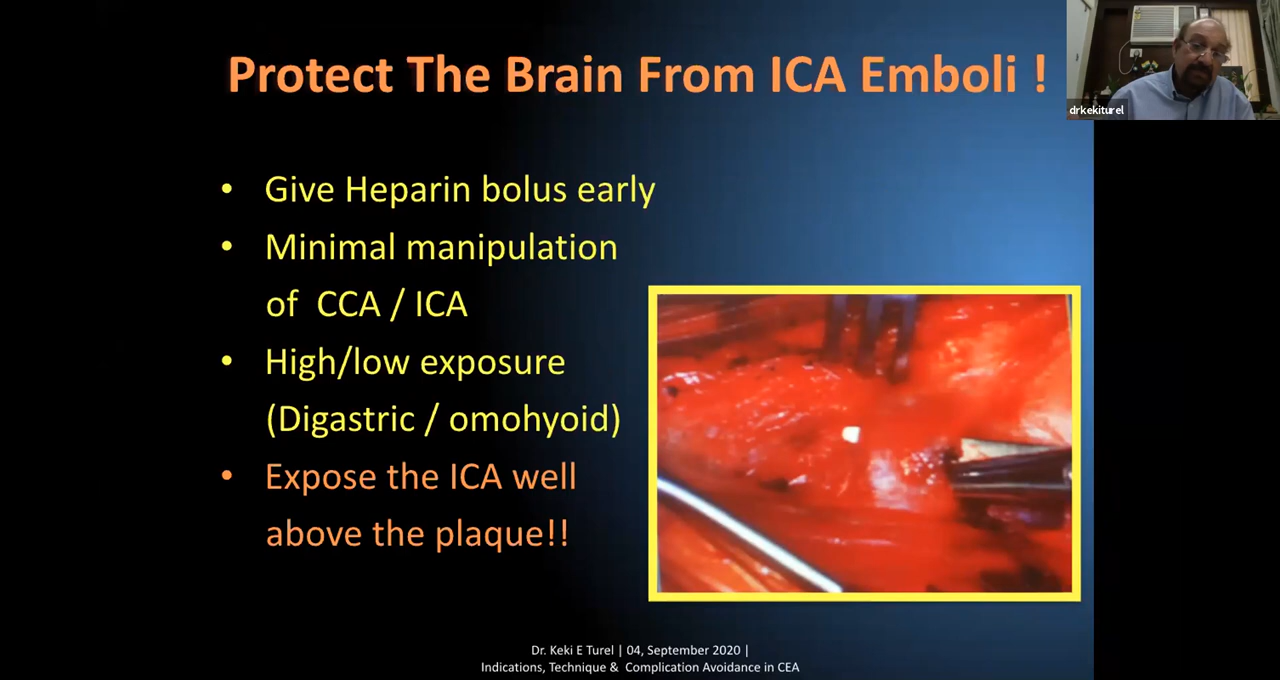 Protect The Brain From ICA Emboli !
drkekiturel
• Give Heparin bolus early
• Minimal manipulation
of CCA / ICA
• High/low exposure
(Digastric / omohyoid)
• Expose the ICA well
above the plaque!!
Dr. Keki E Turel | 04, September 2020 |
Indications, Technique & Complication Avoidance in CEA